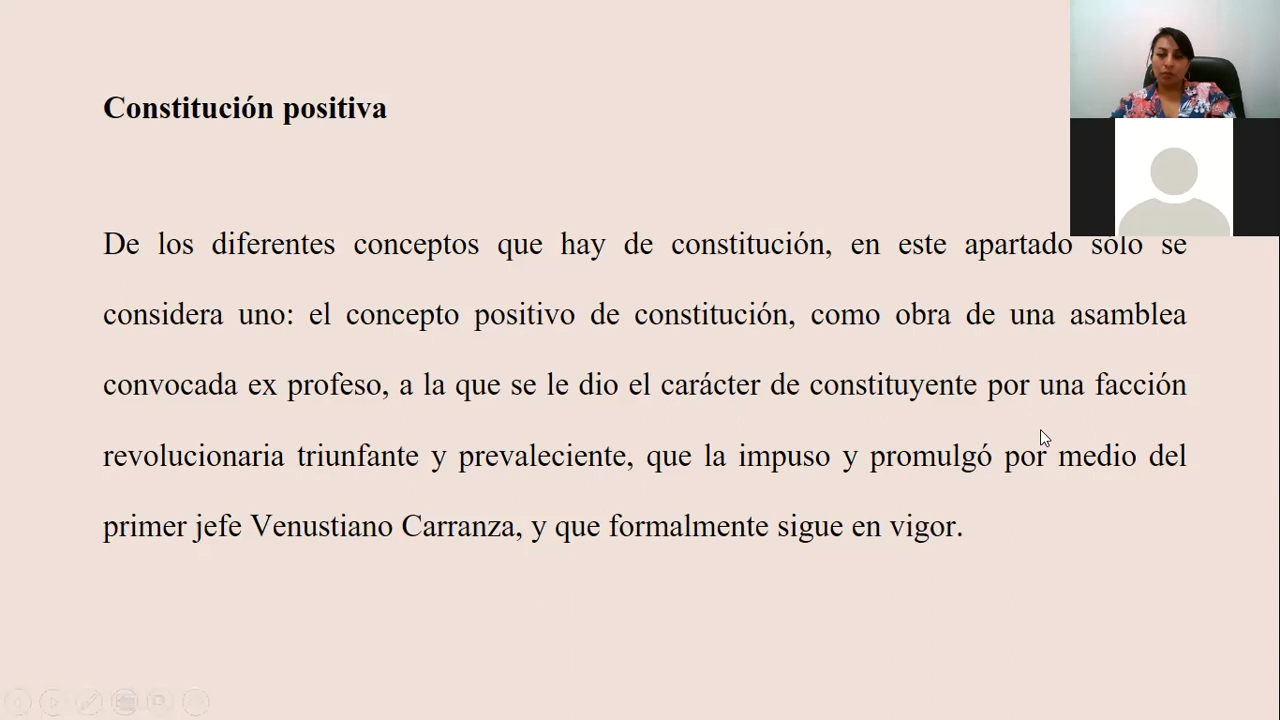 Constitución positiva
De los diferentes conceptos que hay de constitución, en este apartado sólo se
considera uno: el concepto positivo de constitución, como obra de una asamblea
convocada ex profeso, a la que se le dio el carácter de constituyente por una facción
revolucionaria triunfante y prevaleciente, que la impuso y promulgó por medio del
primer jefe Venustiano Carranza, y que formalmente sigue en vigor.